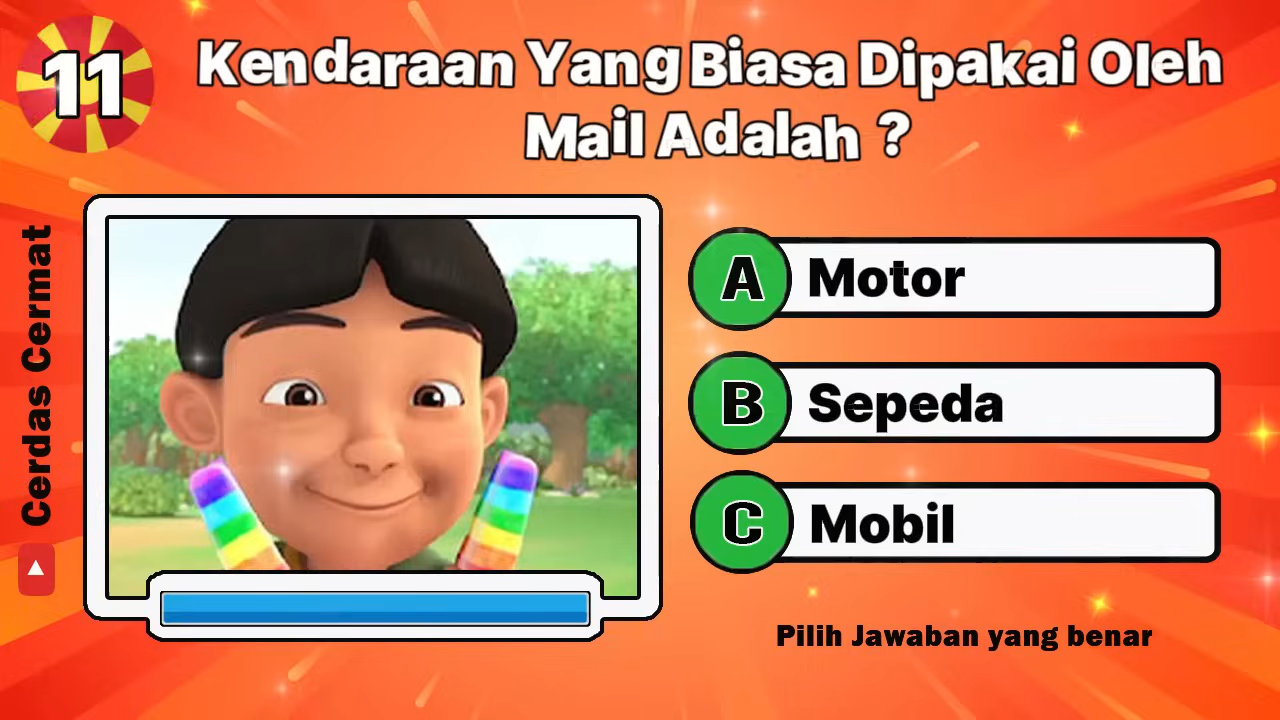 11
Kendaraan Yang Biasa Dipakai Oleh
Mail Adalah ?
Cerdas Cermat
A Motor
B Sepeda
C Mobil
Pilih Jawaban yang benar